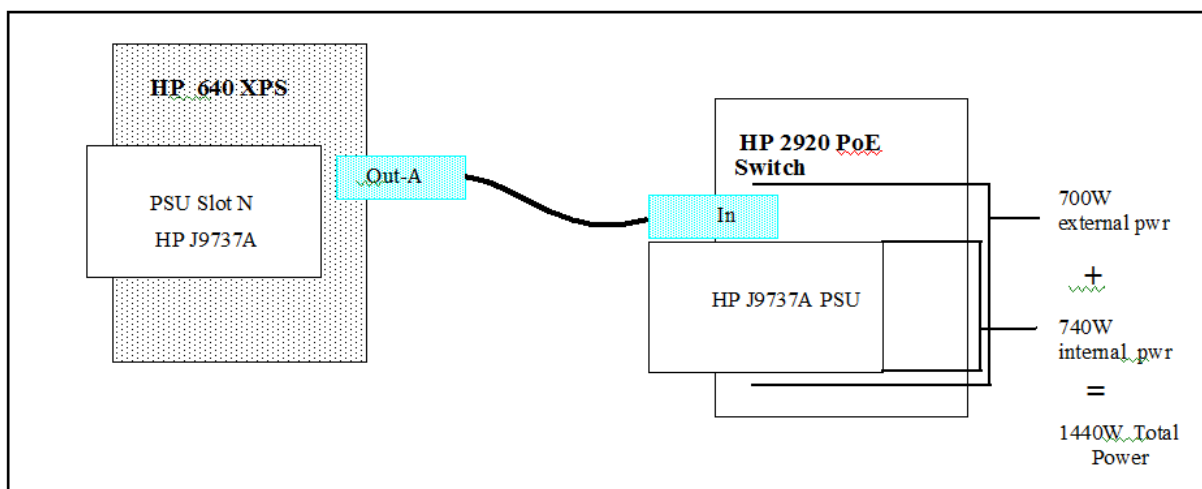 HP 640 XPS
PSU Slot N
HP J9737A
Out-A
HP 2920 PoE
Switch
In
HP J9737A PSU
700W
external pwr
+
740W
internal pwr
=
1440W Total
Power